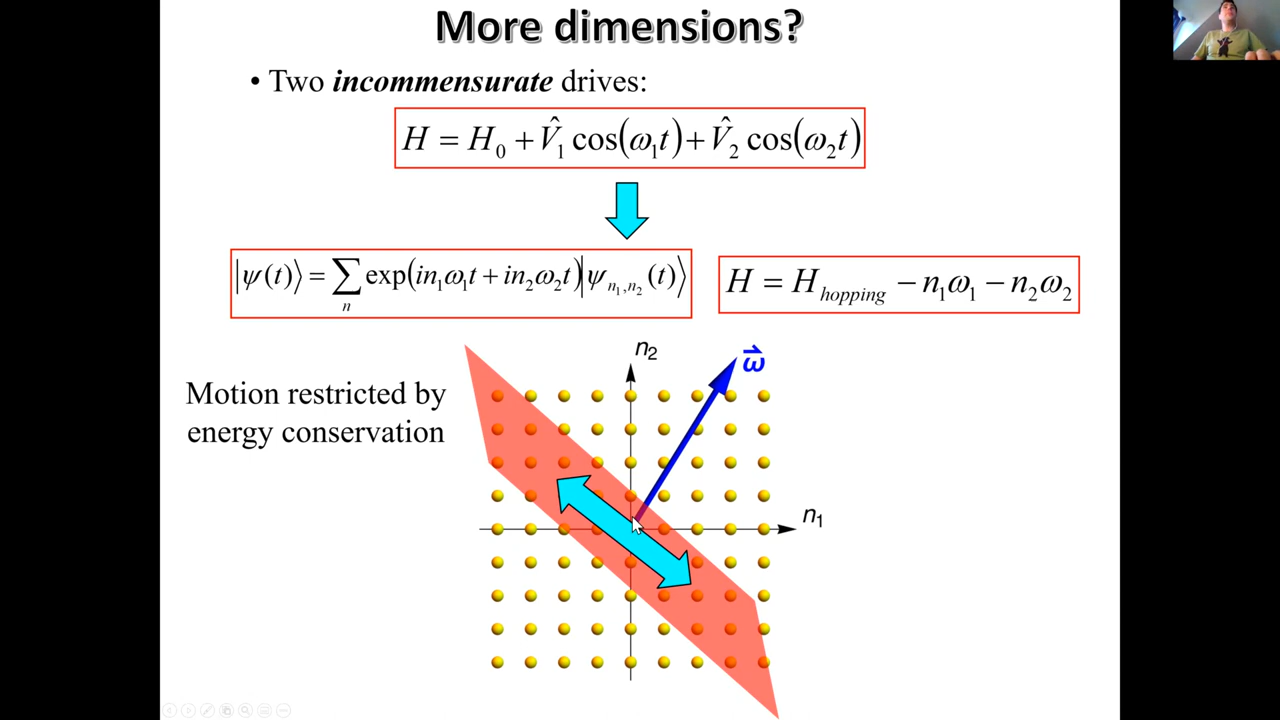 More dimensions?
• Two incommensurate drives:
H = H₀ + V̂₁ cos(ω₁t) + V̂₂ cos(ω₂t)
|ψ(t)⟩ = ∑ₙ exp(in₁ω₁t + in₂ω₂t)|ψₙ₁,ₙ₂(t)⟩
H = H_hopping − n₁ω₁ − n₂ω₂
Motion restricted by
energy conservation
n₂
ω⃗
n₁